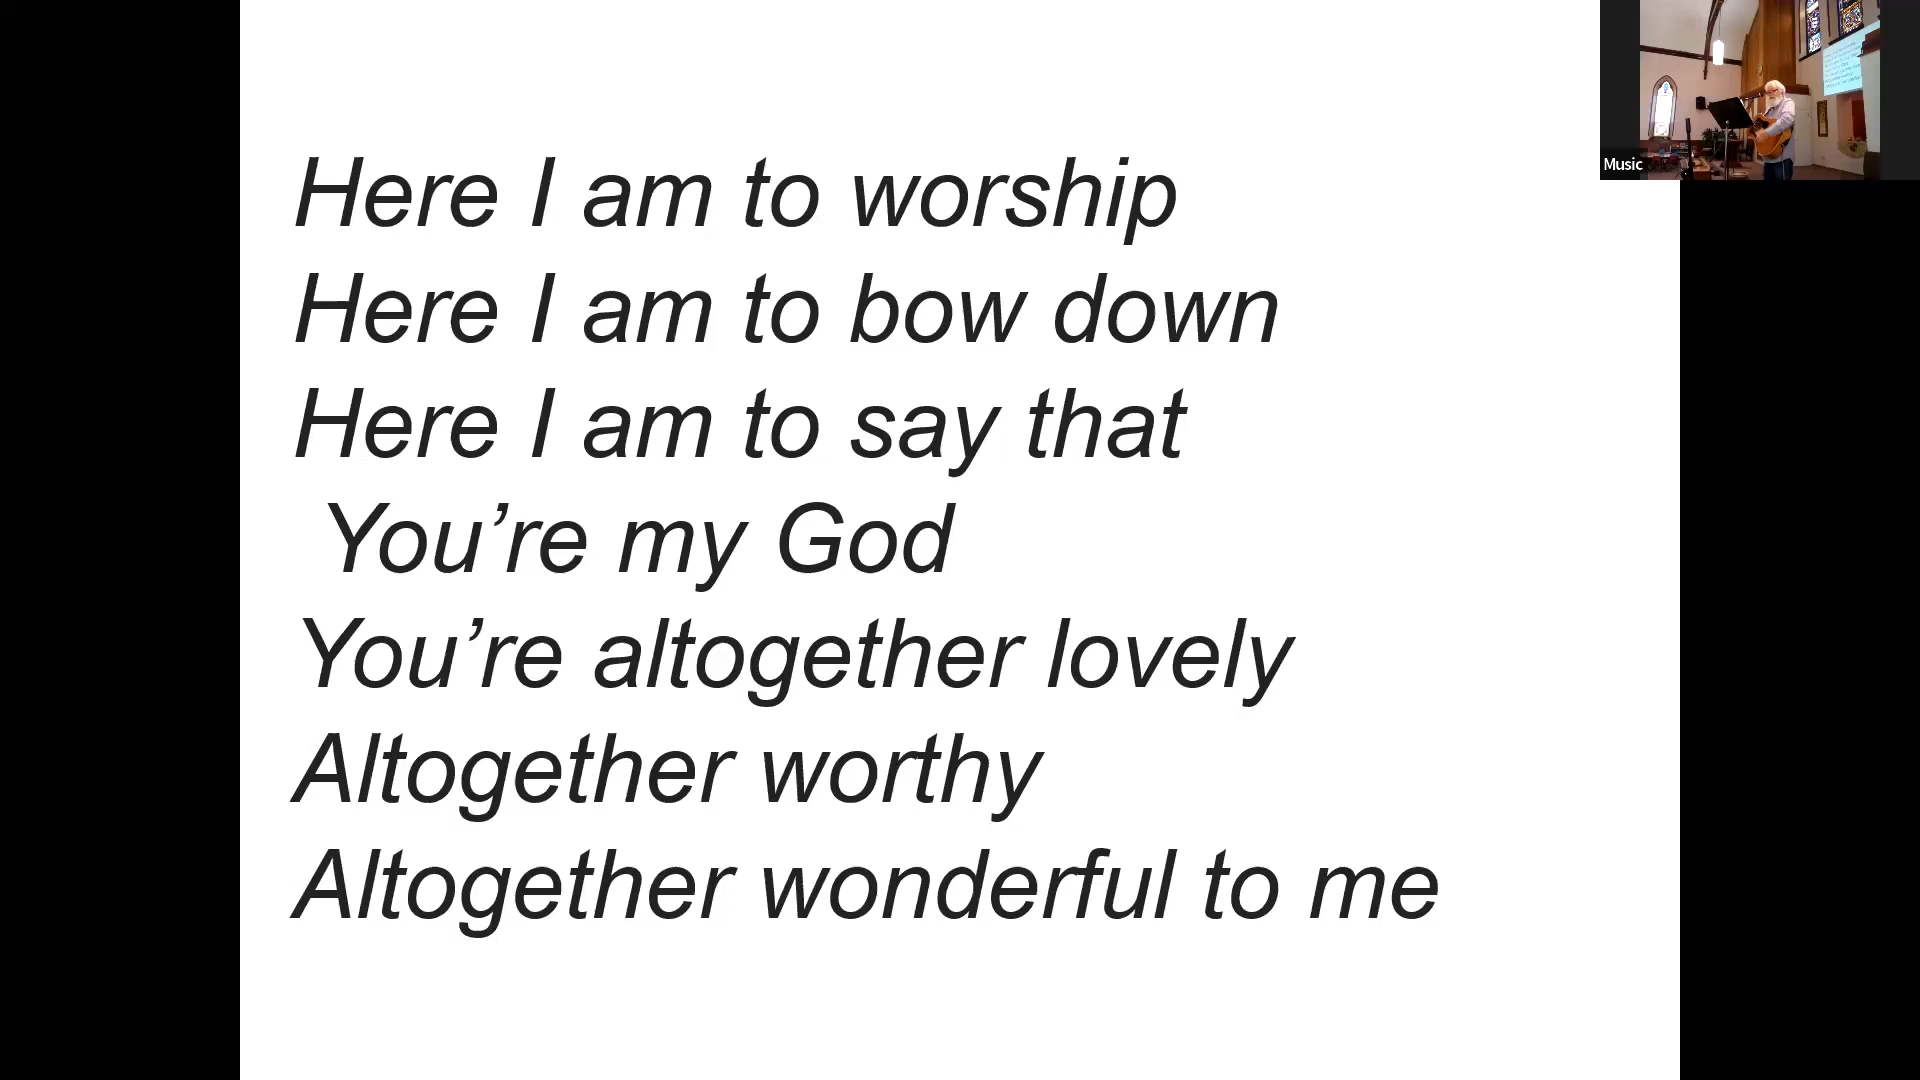 Here I am to worship
Here I am to bow down
Here I am to say that
You’re my God
You’re altogether lovely
Altogether worthy
Altogether wonderful to me
Music